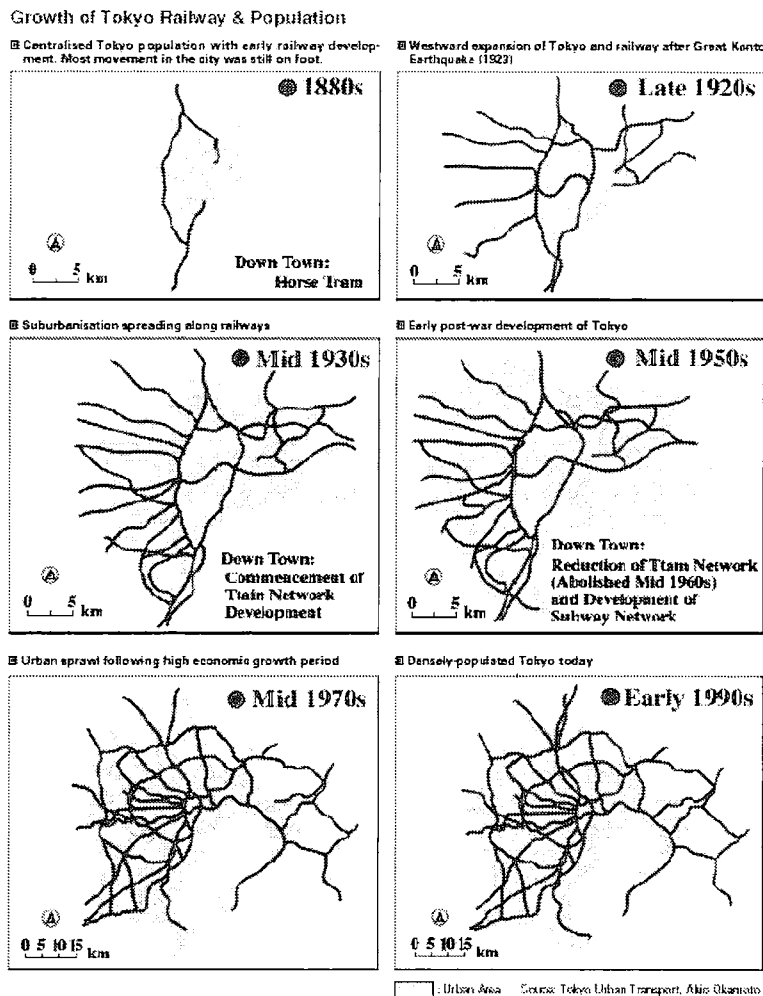 Growth of Tokyo Railway & Population
Centralised Tokyo population with early railway develop-
ment. Most movement in the city was still on foot.
1880s
0 5 km
Down Town:
Horse Tram
Westward expansion of Tokyo and railway after Great Kanto
Earthquake (1923)
Late 1920s
0 5 km
Suburbanisation spreading along railways
Mid 1930s
Down Town:
Commencement of
Ttain Network
Development
0 5 km
Early post-war development of Tokyo
Mid 1950s
Down Town:
Reduction of Ttam Network
(Abolished Mid 1960s)
and Development of
Subway Network
0 5 km
Urban sprawl following high economic growth period
Mid 1970s
0 5 10 15 km
Densely-populated Tokyo today
Early 1990s
0 5 10 15 km
: Urban Area Source: Tokyo Urban Transport, Akio Okamoto